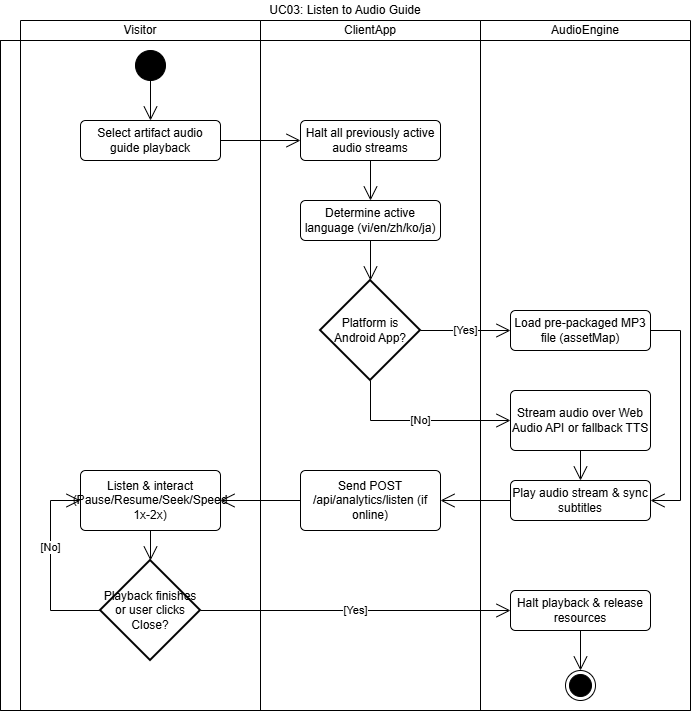 UC03: Listen to Audio Guide
Visitor
ClientApp
AudioEngine
Select artifact audio
guide playback
Halt all previously active
audio streams
Determine active
language (vi/en/zh/ko/ja)
Platform is
Android App?
[Yes]
Load pre-packaged MP3
file (assetMap)
[No]
Stream audio over Web
Audio API or fallback TTS
Listen & interact
(Pause/Resume/Seek/Speed
1x-2x)
Send POST
/api/analytics/listen (if
online)
Play audio stream & sync
subtitles
[No]
Playback finishes
or user clicks
Close?
[Yes]
Halt playback & release
resources